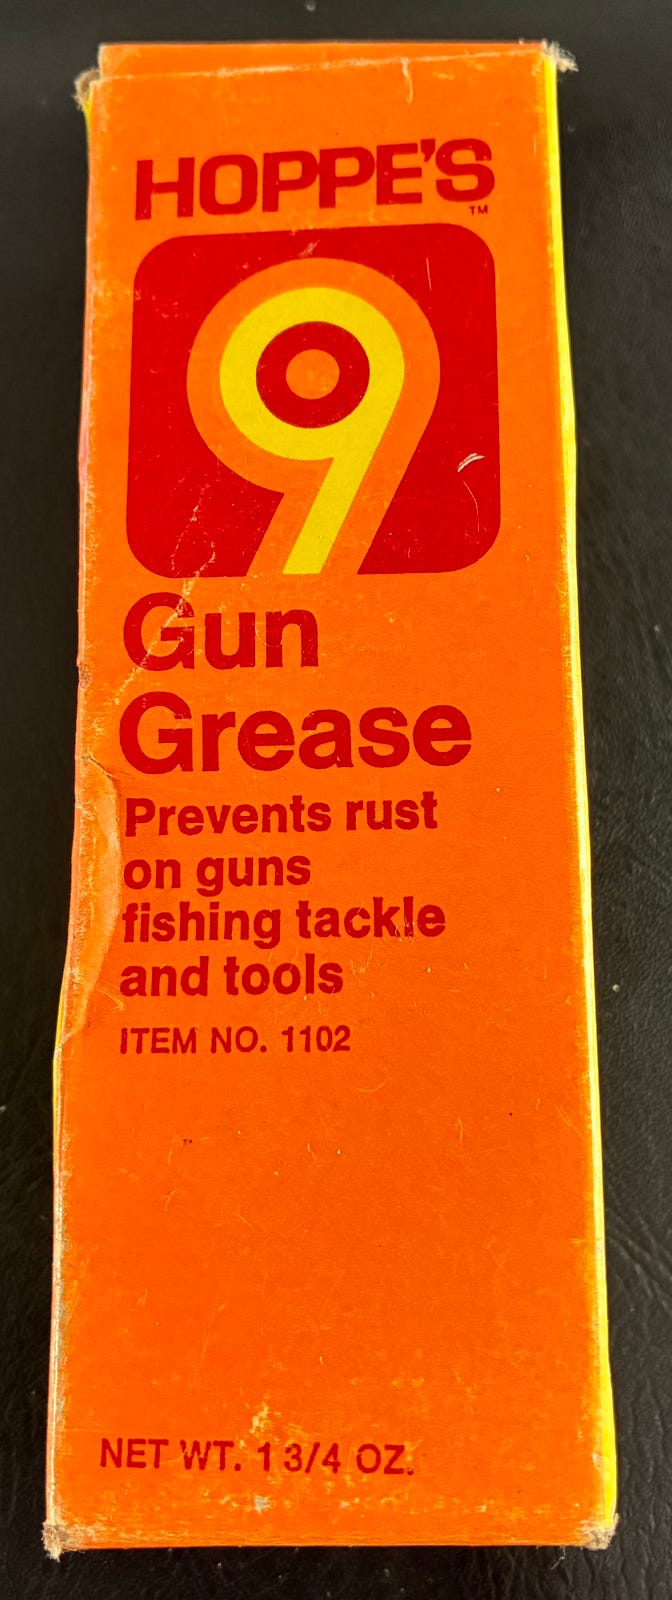 HOPPE'S
™
9
Gun
Grease
Prevents rust
on guns
fishing tackle
and tools
ITEM NO. 1102
NET WT. 1 3/4 OZ.